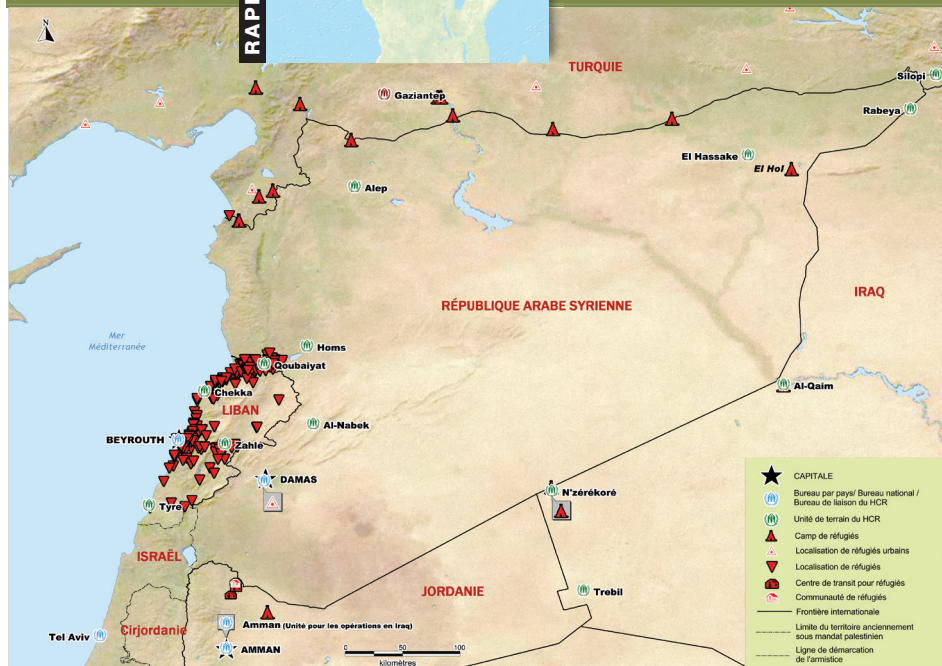 RAPP
N
TURQUIE
Silopi
Gaziantep
Rabeya
El Hassake
El Hol
Alep
RÉPUBLIQUE ARABE SYRIENNE
IRAQ
Mer
Méditerranée
Homs
Qoubaiyat
Al-Qaim
Chekka
LIBAN
Al-Nabek
BEYROUTH
Zahlé
DAMAS
N'zérékoré
Tyre
ISRAËL
JORDANIE
Trebil
Cirjordanie
Amman (Unité pour les opérations en Iraq)
Tel Aviv
AMMAN
0 50 100
kilomètres
CAPITALE
Bureau par pays/ Bureau national /
Bureau de liaison du HCR
Unité de terrain du HCR
Camp de réfugiés
Localisation de réfugiés urbains
Localisation de réfugiés
Centre de transit pour réfugiés
Communauté de réfugiés
Frontière internationale
Limite du territoire anciennement
sous mandat palestinien
Ligne de démarcation
de l'armistice